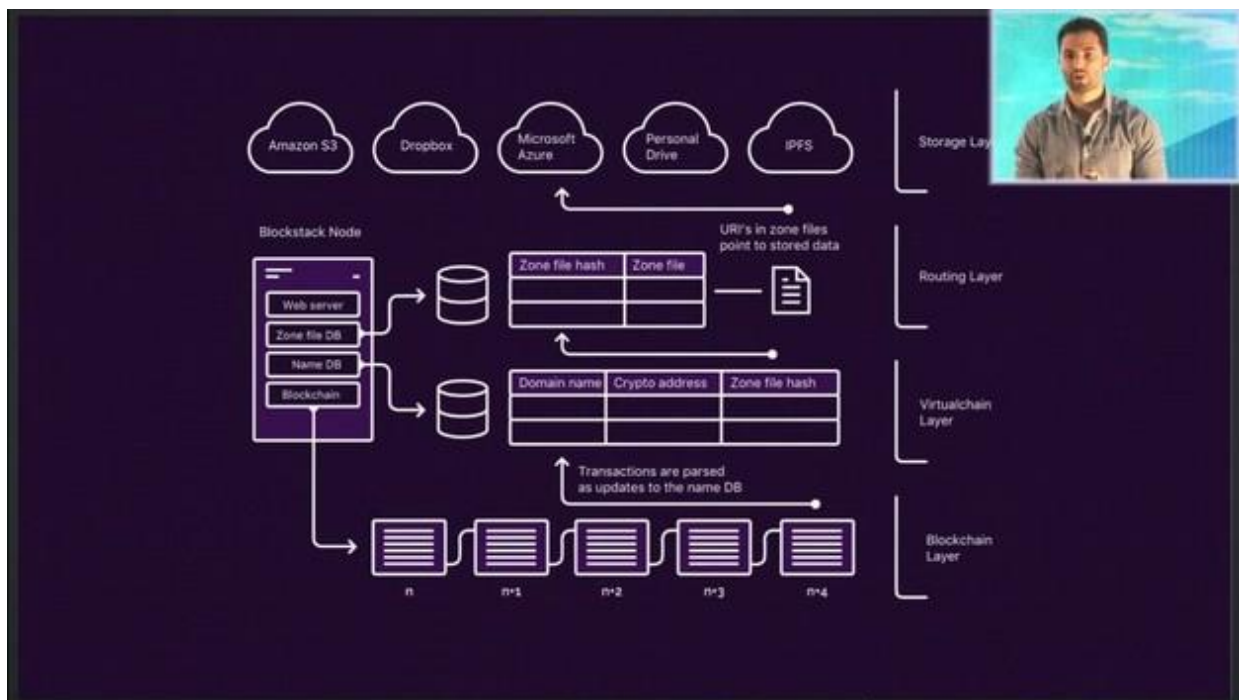 Amazon S3
Dropbox
Microsoft
Azure
Personal
Drive
IPFS
Storage
Blockstack Node
URI's in zone files
point to stored data
Web server
Zone file DB
Name DB
Blockchain
Zone file hash
Zone file
Routing Layer
Domain name
Crypto address
Zone file hash
Virtualchain
Layer
Transactions are parsed
as updates to the name DB
Blockchain
Layer
n
n+1
n+2
n+3
n+4